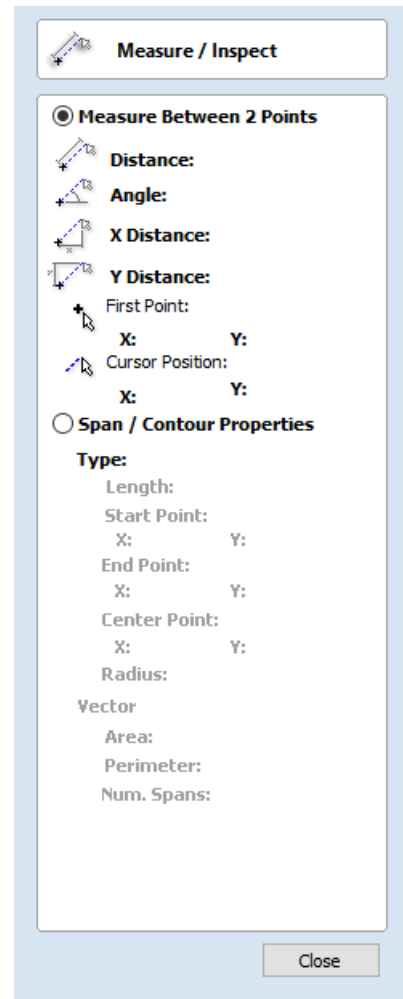 Measure / Inspect
Measure Between 2 Points
Distance:
Angle:
X Distance:
Y Distance:
First Point:
X: Y:
Cursor Position:
X: Y:
Span / Contour Properties
Type:
Length:
Start Point:
X: Y:
End Point:
X: Y:
Center Point:
X: Y:
Radius:
Vector
Area:
Perimeter:
Num. Spans:
Close